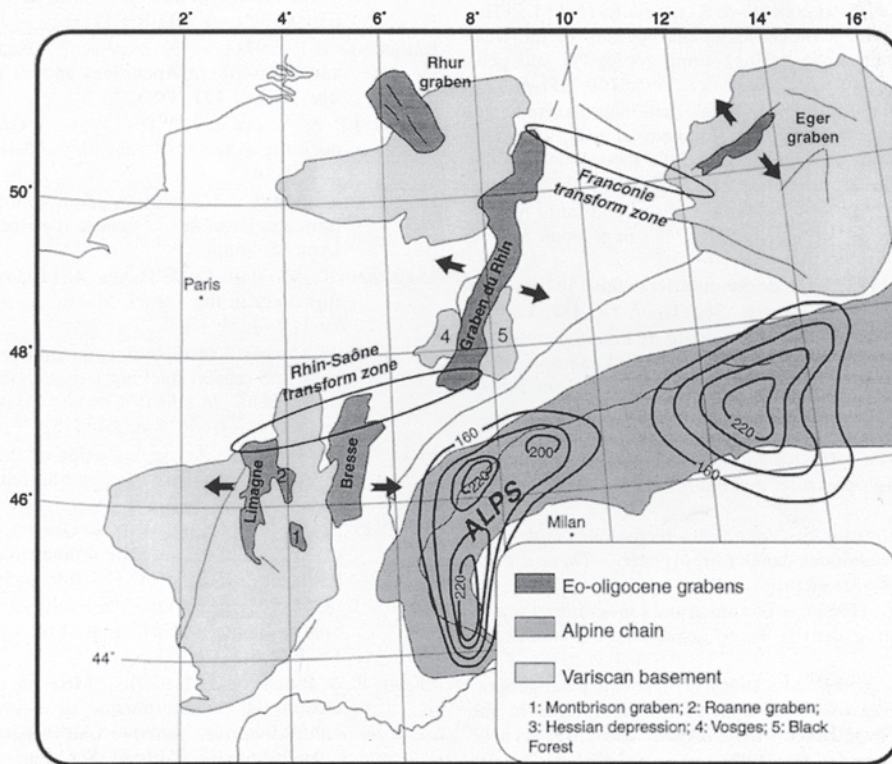 2° 4° 6° 8° 10° 12° 14° 16°
Rhur
graben
Eger
graben
50°
Franconie
transform zone
Paris
Graben du Rhin
48°
4
5
Rhin-Saône
transform zone
160
220
160
200
220
Limagne
2
Bresse
46°
ALPS
1
Milan
220
44°
Eo-oligocene grabens
Alpine chain
Variscan basement
1: Montbrison graben; 2: Roanne graben;
3: Hessian depression; 4: Vosges; 5: Black
Forest